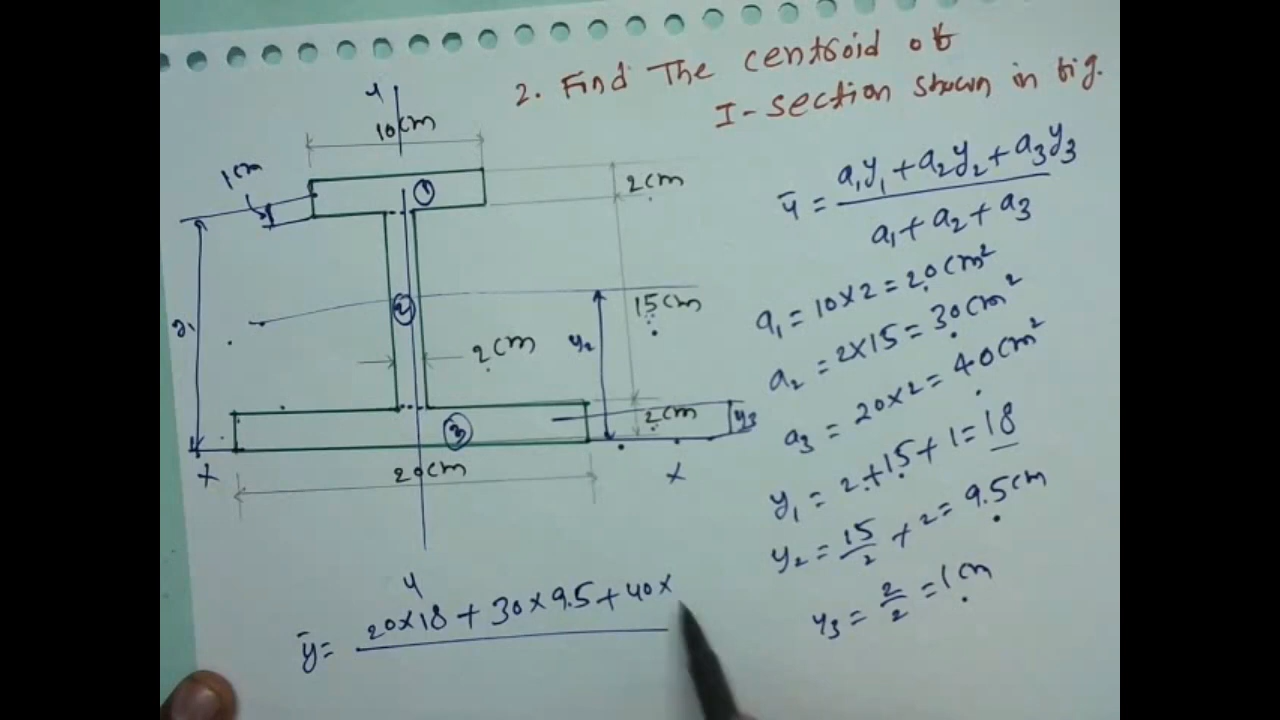 2. Find The centroid of
I-section shown in fig.
y
10cm
1cm
1
2cm
ȳ = a₁y₁ + a₂y₂ + a₃y₃
a₁ + a₂ + a₃
a₁ = 10×2 = 20cm²
y₁
2
15cm
y₂
2cm
a₂ = 2×15 = 30cm²
a₃ = 20×2 = 40cm²
3
2cm
y₃
x
20cm
x
y₁ = 2+15+1 = 18
y₂ = 15/2 + 2 = 9.5cm
y
y₃ = 2/2 = 1cm
ȳ = 20×18 + 30×9.5 + 40×